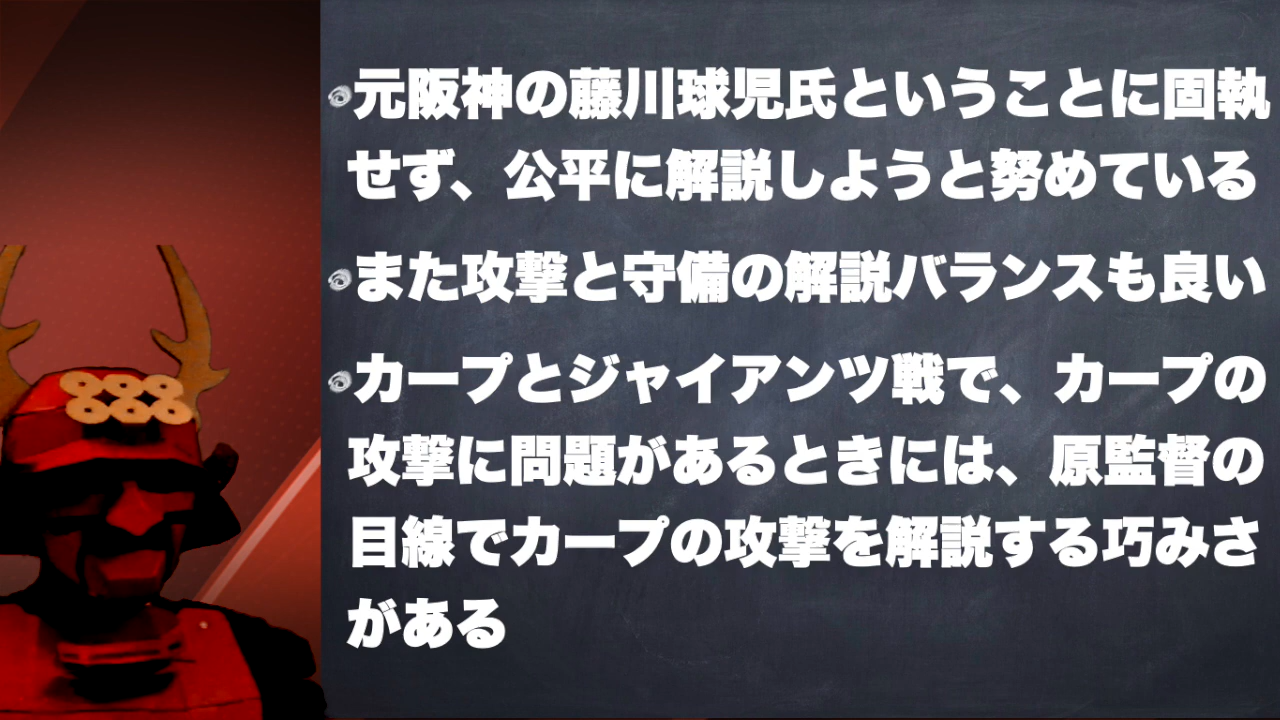 元阪神の藤川球児氏ということに固執
せず、公平に解説しようと努めている
また攻撃と守備の解説バランスも良い
カープとジャイアンツ戦で、カープの
攻撃に問題があるときには、原監督の
目線でカープの攻撃を解説する巧みさ
がある